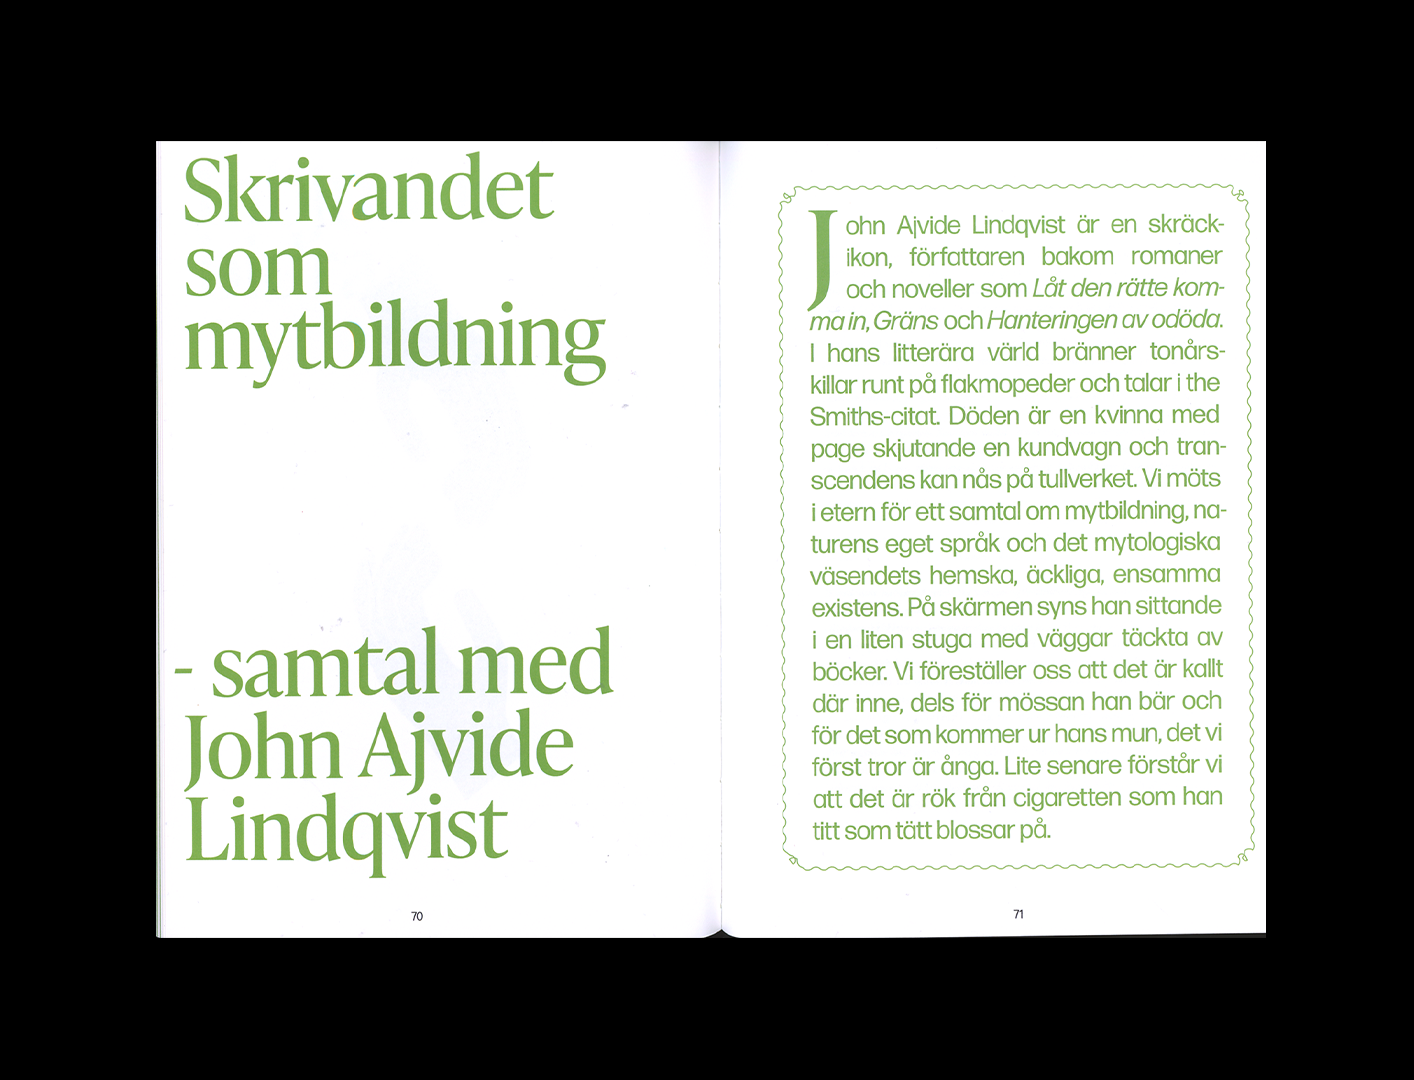 Skrivandet
som
mytbildning
- samtal med
John Ajvide
Lindqvist
70
John Ajvide Lindqvist är en skräck-
ikon, författaren bakom romaner
och noveller som Låt den rätte kom-
ma in, Gräns och Hanteringen av odöda.
I hans litterära värld bränner tonårs-
killar runt på flakmopeder och talar i the
Smiths-citat. Döden är en kvinna med
page skjutande en kundvagn och tran-
scendens kan nås på tullverket. Vi möts
i etern för ett samtal om mytbildning, na-
turens eget språk och det mytologiska
väsendets hemska, äckliga, ensamma
existens. På skärmen syns han sittande
i en liten stuga med väggar täckta av
böcker. Vi föreställer oss att det är kallt
där inne, dels för mössan han bär och
för det som kommer ur hans mun, det vi
först tror är ånga. Lite senare förstår vi
att det är rök från cigaretten som han
titt som tätt blossar på.
71